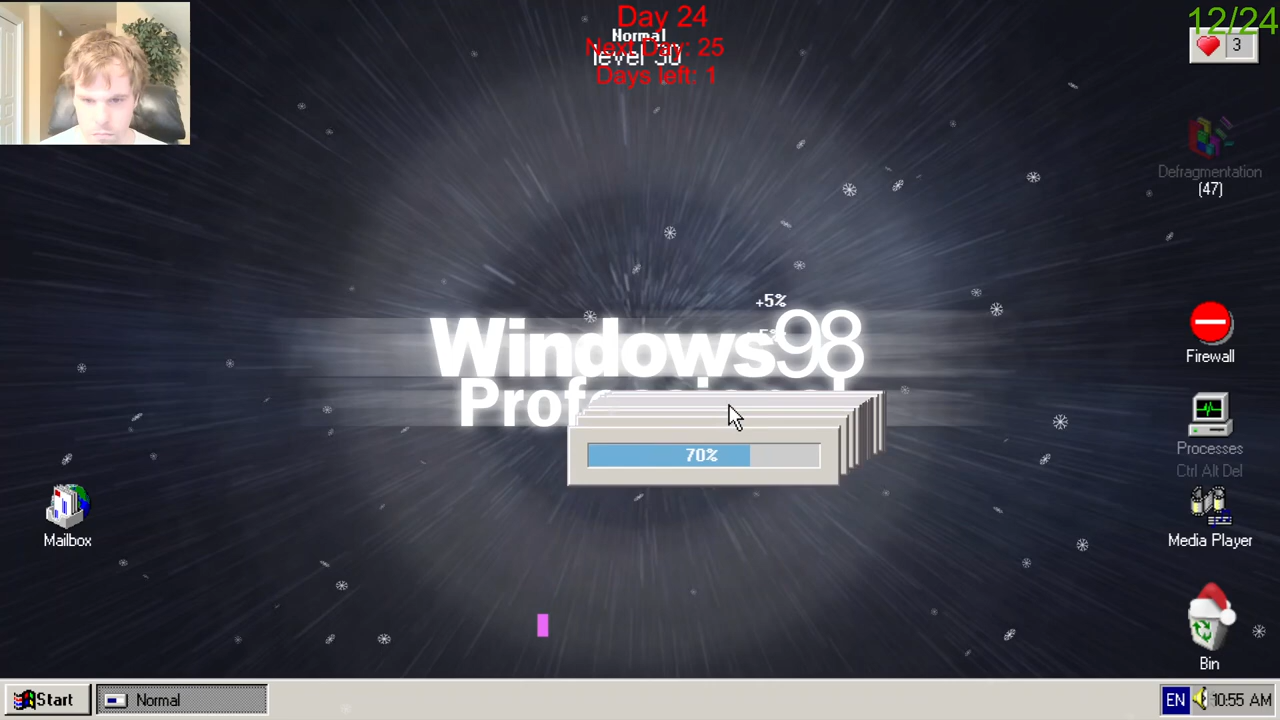 Day 24
12/24
Normal
Next Day: 25
level 30
Days left: 1
3
Defragmentation
(47)
+5%
Windows98
Firewall
70%
Processes
Ctrl Alt Del
Mailbox
Media Player
Bin
Start
Normal
EN
10:55 AM